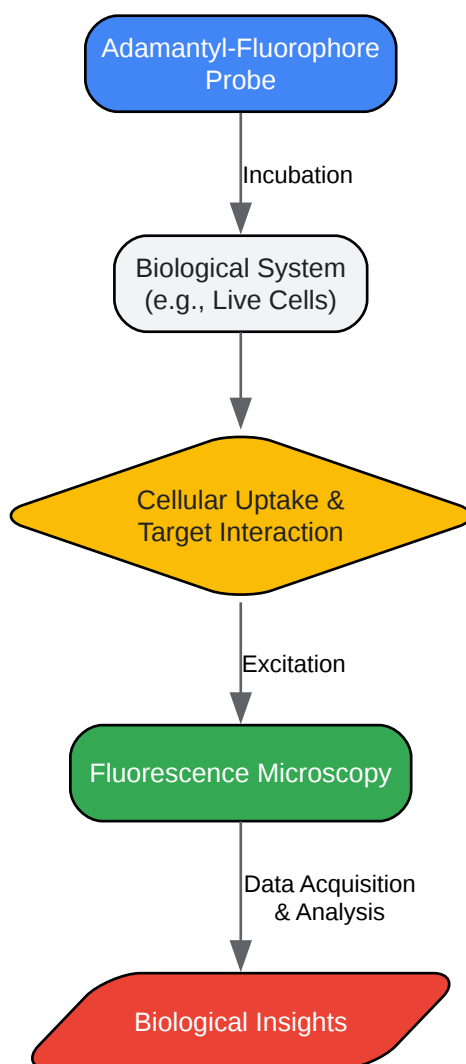 Adamantyl-Fluorophore
Probe
Incubation
Biological System
(e.g., Live Cells)
Cellular Uptake &
Target Interaction
Excitation
Fluorescence Microscopy
Data Acquisition
& Analysis
Biological Insights